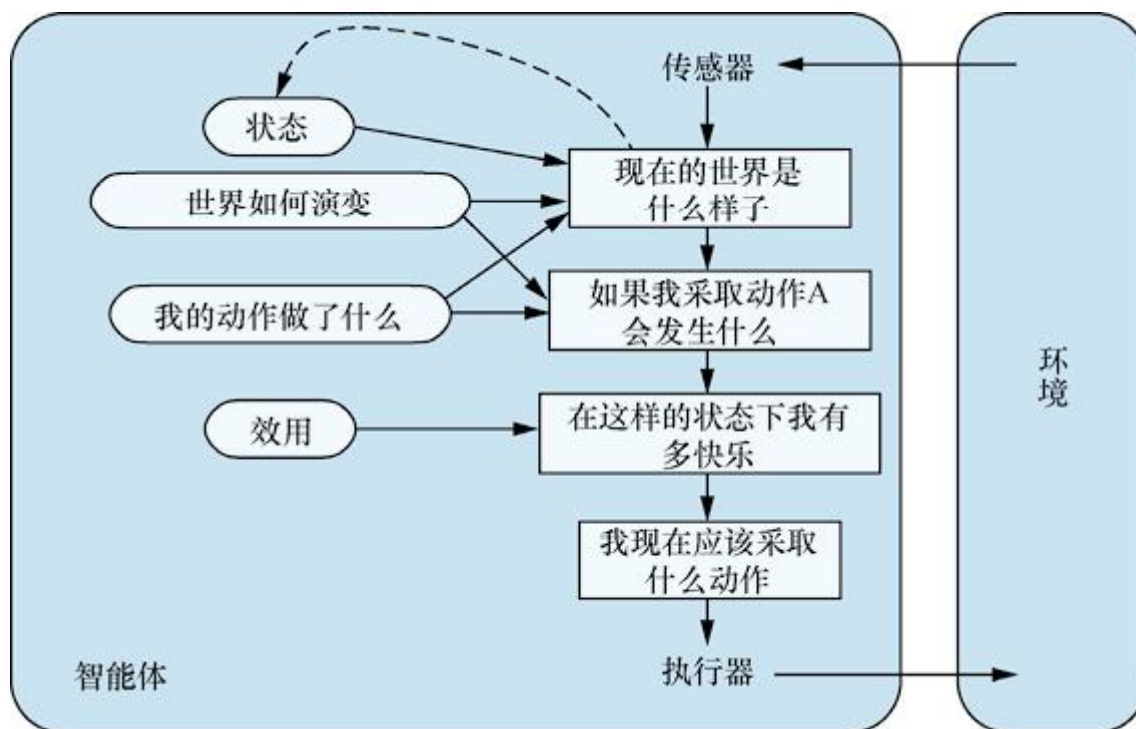 传感器
状态
现在的世界是
什么样子
世界如何演变
如果我采取动作A
会发生什么
我的动作做了什么
环
境
在这样的状态下我有
多快乐
效用
我现在应该采取
什么动作
执行器
智能体